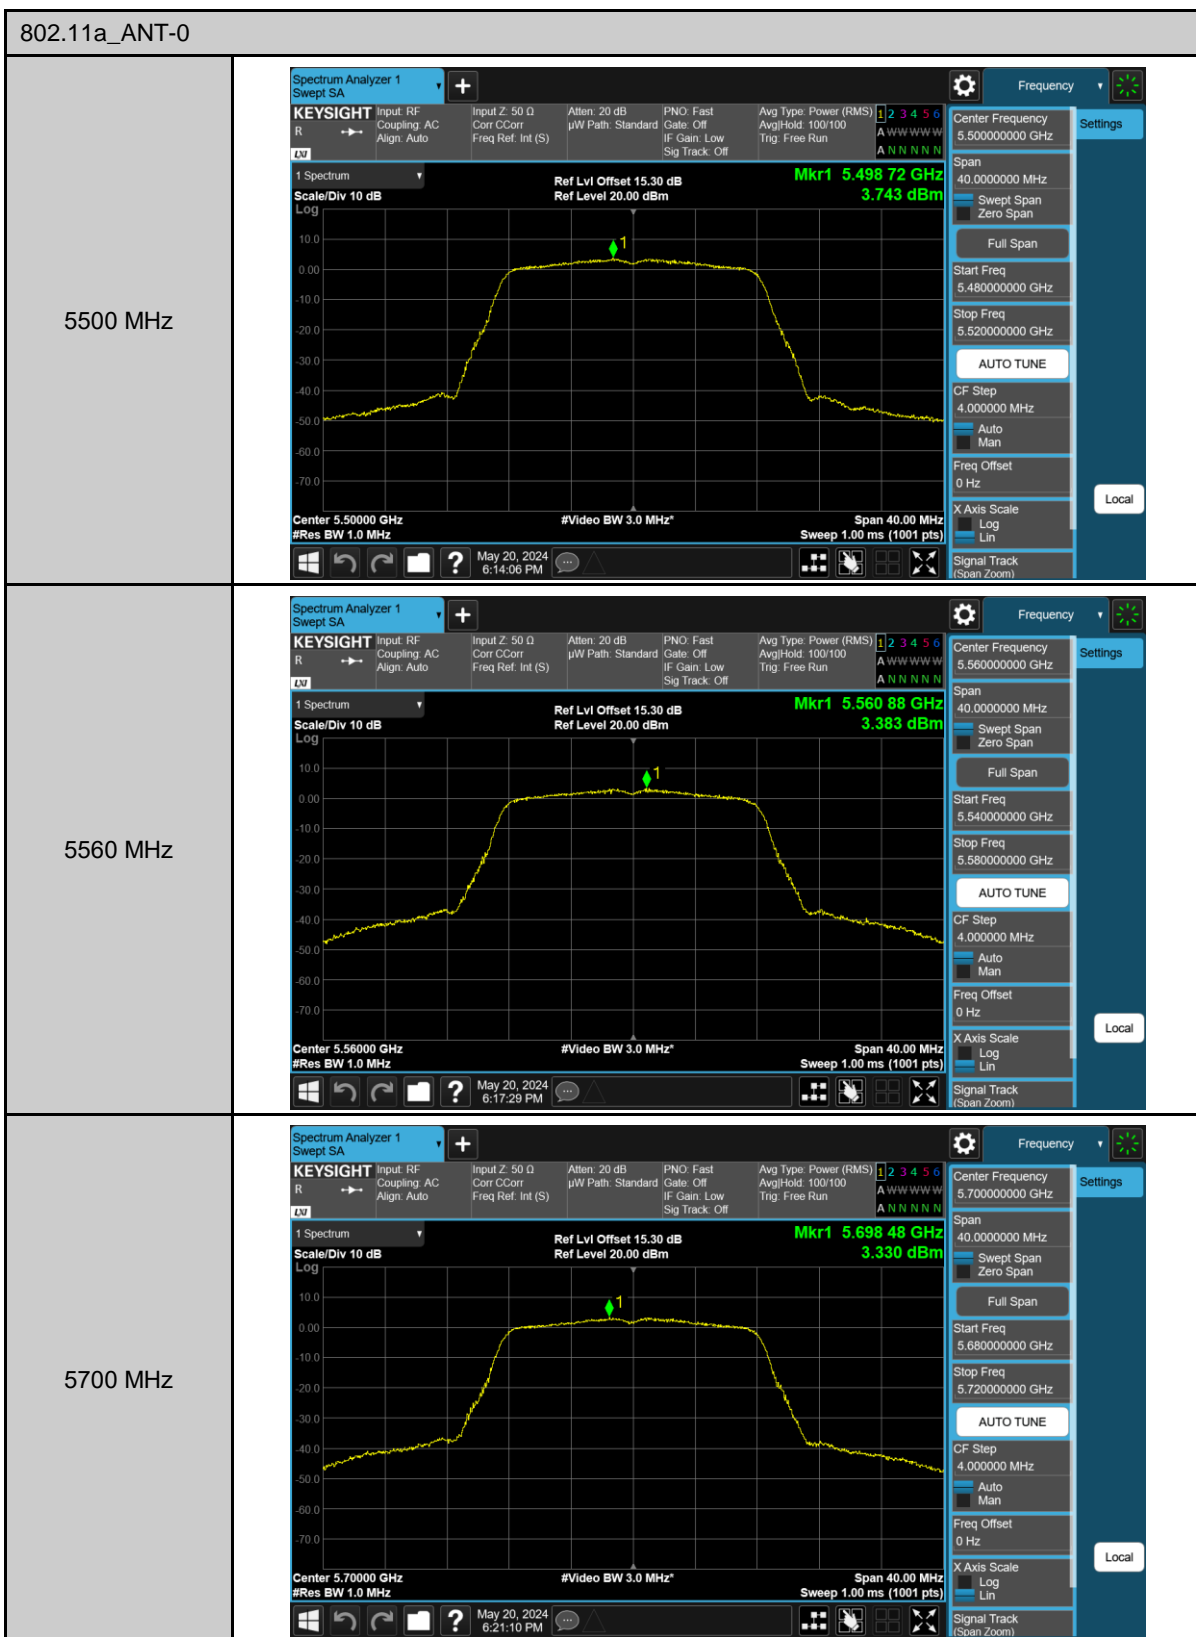 802.11a_ANT-0
5500 MHz
Spectrum Analyzer 1
Swept SA
Frequency
KEYSIGHT
R
LXI
Input: RF
Coupling: AC
Align: Auto
Input Z: 50 Ω
Corr CCorr
Freq Ref: Int (S)
Atten: 20 dB
µW Path: Standard
PNO: Fast
Gate: Off
IF Gain: Low
Sig Track: Off
Avg Type: Power (RMS)
Avg|Hold: 100/100
Trig: Free Run
1 2 3 4 5 6
A W W W W W
A N N N N N
1 Spectrum
Scale/Div 10 dB
Log
Ref Lvl Offset 15.30 dB
Ref Level 20.00 dBm
Mkr1 5.498 72 GHz
3.743 dBm
1
10.0
0.00
-10.0
-20.0
-30.0
-40.0
-50.0
-60.0
-70.0
Center 5.50000 GHz
#Res BW 1.0 MHz
#Video BW 3.0 MHz*
Span 40.00 MHz
Sweep 1.00 ms (1001 pts)
May 20, 2024
6:14:06 PM
Center Frequency
5.500000000 GHz
Span
40.0000000 MHz
Swept Span
Zero Span
Full Span
Start Freq
5.480000000 GHz
Stop Freq
5.520000000 GHz
AUTO TUNE
CF Step
4.000000 MHz
Auto
Man
Freq Offset
0 Hz
X Axis Scale
Log
Lin
Signal Track
(Span Zoom)
Settings
Local
5560 MHz
Spectrum Analyzer 1
Swept SA
Frequency
KEYSIGHT
R
LXI
Input: RF
Coupling: AC
Align: Auto
Input Z: 50 Ω
Corr CCorr
Freq Ref: Int (S)
Atten: 20 dB
µW Path: Standard
PNO: Fast
Gate: Off
IF Gain: Low
Sig Track: Off
Avg Type: Power (RMS)
Avg|Hold: 100/100
Trig: Free Run
1 2 3 4 5 6
A W W W W W
A N N N N N
1 Spectrum
Scale/Div 10 dB
Log
Ref Lvl Offset 15.30 dB
Ref Level 20.00 dBm
Mkr1 5.560 88 GHz
3.383 dBm
1
10.0
0.00
-10.0
-20.0
-30.0
-40.0
-50.0
-60.0
-70.0
Center 5.56000 GHz
#Res BW 1.0 MHz
#Video BW 3.0 MHz*
Span 40.00 MHz
Sweep 1.00 ms (1001 pts)
May 20, 2024
6:17:29 PM
Center Frequency
5.560000000 GHz
Span
40.0000000 MHz
Swept Span
Zero Span
Full Span
Start Freq
5.540000000 GHz
Stop Freq
5.580000000 GHz
AUTO TUNE
CF Step
4.000000 MHz
Auto
Man
Freq Offset
0 Hz
X Axis Scale
Log
Lin
Signal Track
(Span Zoom)
Settings
Local
5700 MHz
Spectrum Analyzer 1
Swept SA
Frequency
KEYSIGHT
R
LXI
Input: RF
Coupling: AC
Align: Auto
Input Z: 50 Ω
Corr CCorr
Freq Ref: Int (S)
Atten: 20 dB
µW Path: Standard
PNO: Fast
Gate: Off
IF Gain: Low
Sig Track: Off
Avg Type: Power (RMS)
Avg|Hold: 100/100
Trig: Free Run
1 2 3 4 5 6
A W W W W W
A N N N N N
1 Spectrum
Scale/Div 10 dB
Log
Ref Lvl Offset 15.30 dB
Ref Level 20.00 dBm
Mkr1 5.698 48 GHz
3.330 dBm
1
10.0
0.00
-10.0
-20.0
-30.0
-40.0
-50.0
-60.0
-70.0
Center 5.70000 GHz
#Res BW 1.0 MHz
#Video BW 3.0 MHz*
Span 40.00 MHz
Sweep 1.00 ms (1001 pts)
May 20, 2024
6:21:10 PM
Center Frequency
5.700000000 GHz
Span
40.0000000 MHz
Swept Span
Zero Span
Full Span
Start Freq
5.680000000 GHz
Stop Freq
5.720000000 GHz
AUTO TUNE
CF Step
4.000000 MHz
Auto
Man
Freq Offset
0 Hz
X Axis Scale
Log
Lin
Signal Track
(Span Zoom)
Settings
Local